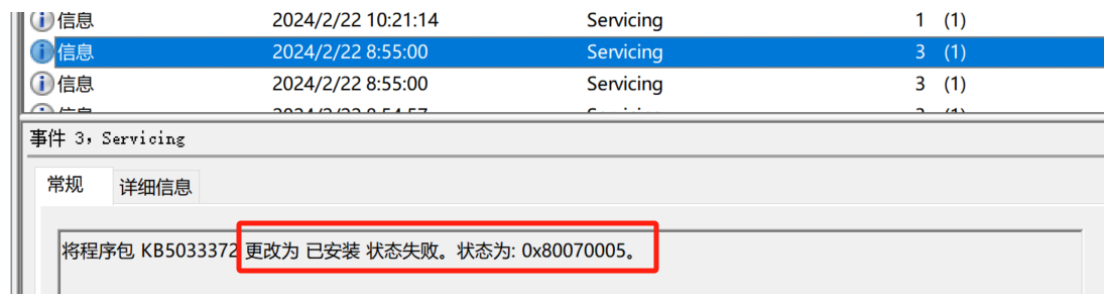 信息 2024/2/22 10:21:14 Servicing 1 (1)
信息 2024/2/22 8:55:00 Servicing 3 (1)
信息 2024/2/22 8:55:00 Servicing 3 (1)
事件 3，Servicing
常规 详细信息
将程序包 KB5033372 更改为 已安装 状态失败。状态为: 0x80070005。